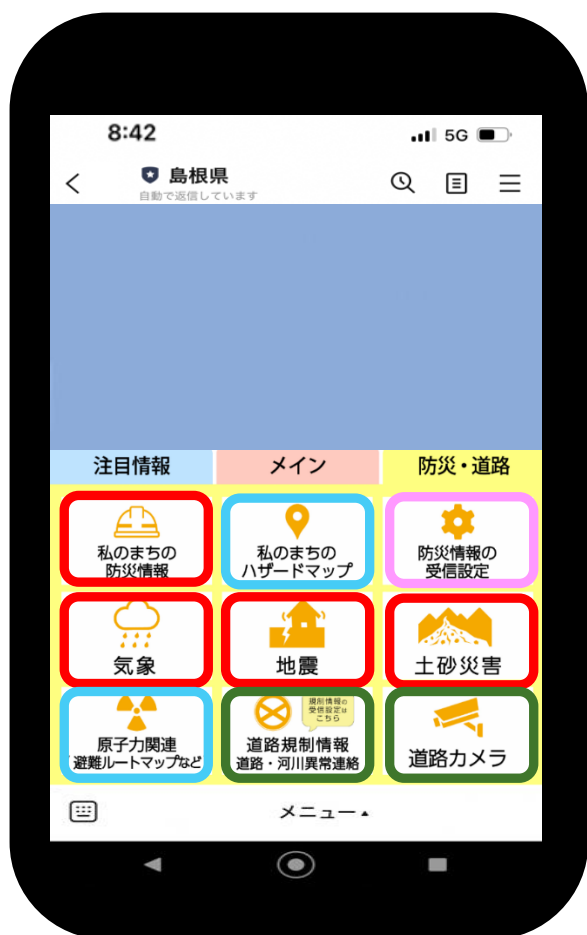 8:42
5G
島根県
自動で返信しています
注目情報
メイン
防災・道路
私のまちの
防災情報
私のまちの
ハザードマップ
防災情報の
受信設定
気象
地震
土砂災害
原子力関連
避難ルートマップなど
規制情報の
受信設定は
こちら
道路規制情報
道路・河川異常連絡
道路カメラ
メニュー▲